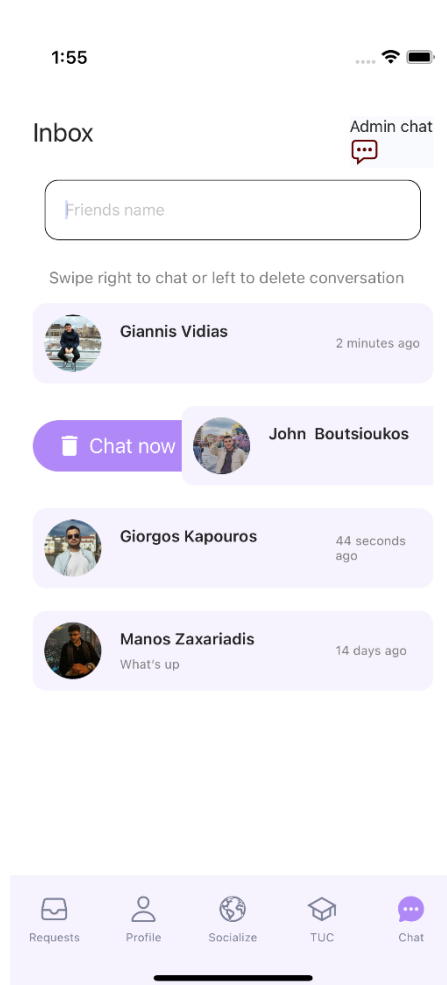 1:55
Inbox
Admin chat
Friends name
Swipe right to chat or left to delete conversation
Giannis Vidias
2 minutes ago
Chat now
John  Boutsioukos
Giorgos Kapouros
44 seconds
ago
Manos Zaxariadis
What's up
14 days ago
Requests
Profile
Socialize
TUC
Chat